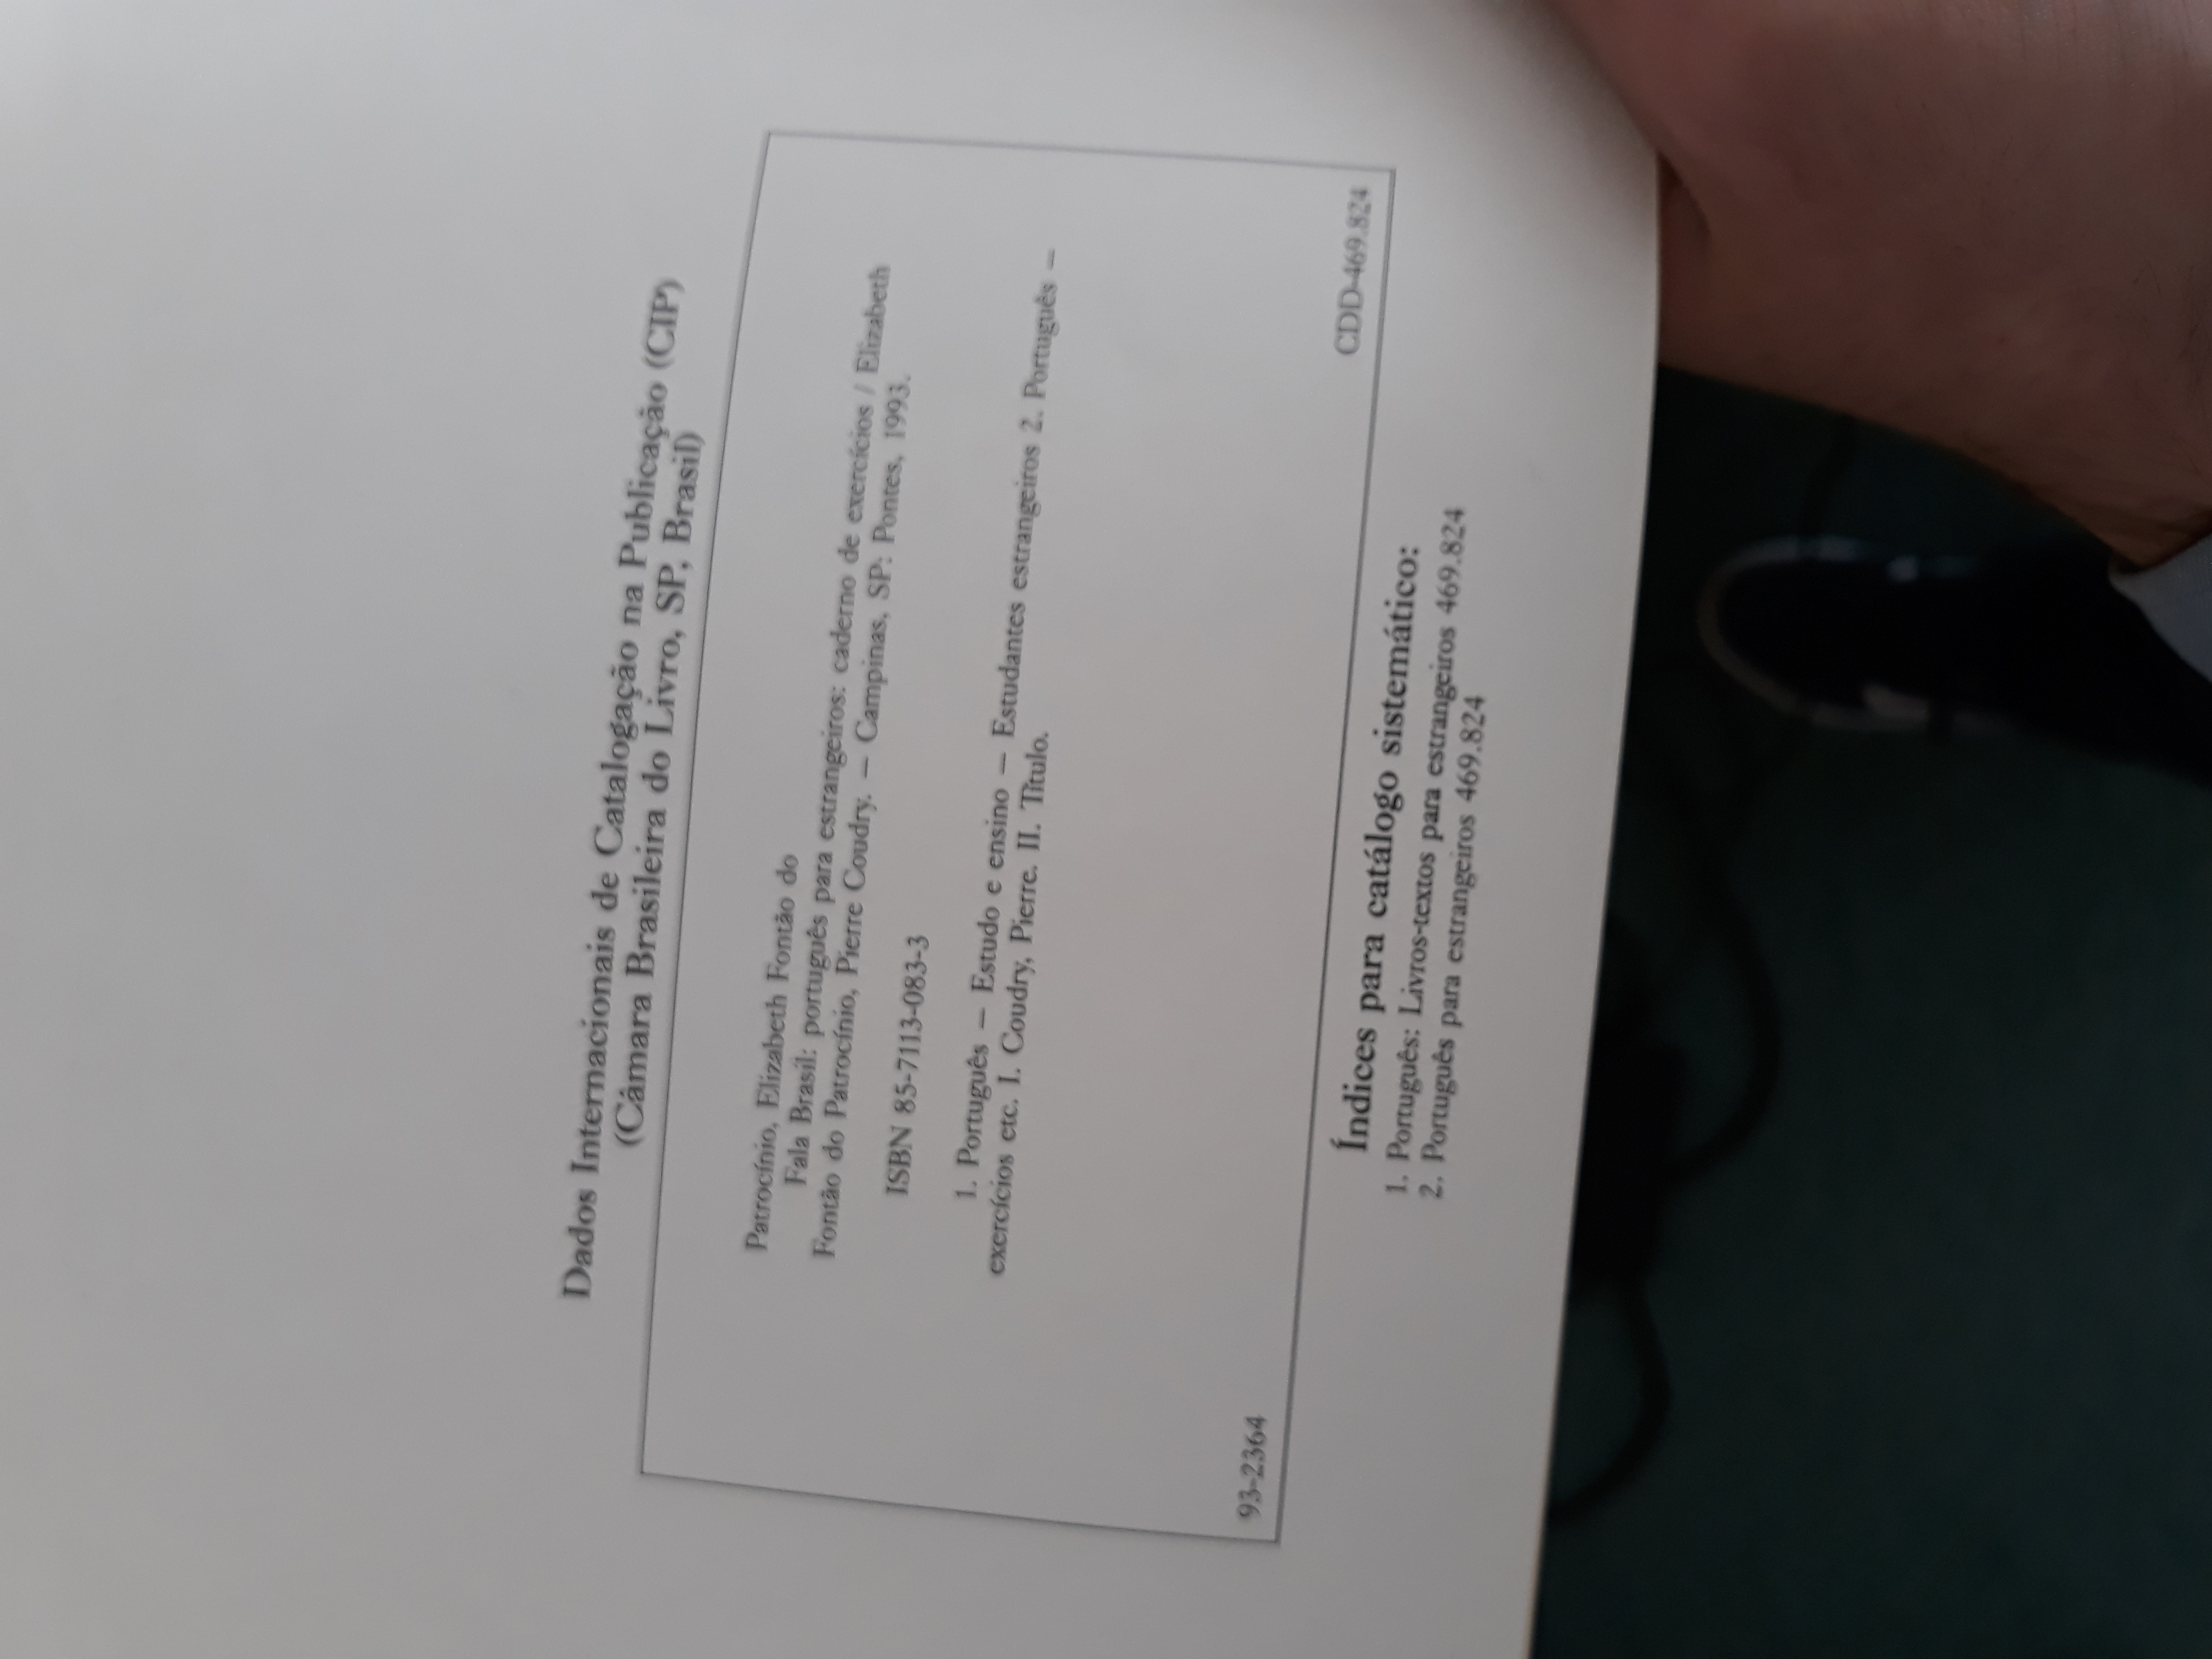 Dados Internacionais de Catalogação na Publicação (CIP)
(Câmara Brasileira do Livro, SP, Brasil)
Patrocínio, Elizabeth Fontão do
Fala Brasil: português para estrangeiros: caderno de exercícios / Elizabeth
Fontão do Patrocínio, Pierre Coudry. — Campinas, SP: Pontes, 1993.
ISBN 85-7113-083-3
1. Português — Estudo e ensino — Estudantes estrangeiros 2. Português —
exercícios etc. I. Coudry, Pierre. II. Título.
93-2364
CDD-469.824
Índices para catálogo sistemático:
1. Português: Livros-textos para estrangeiros 469.824
2. Português para estrangeiros 469.824